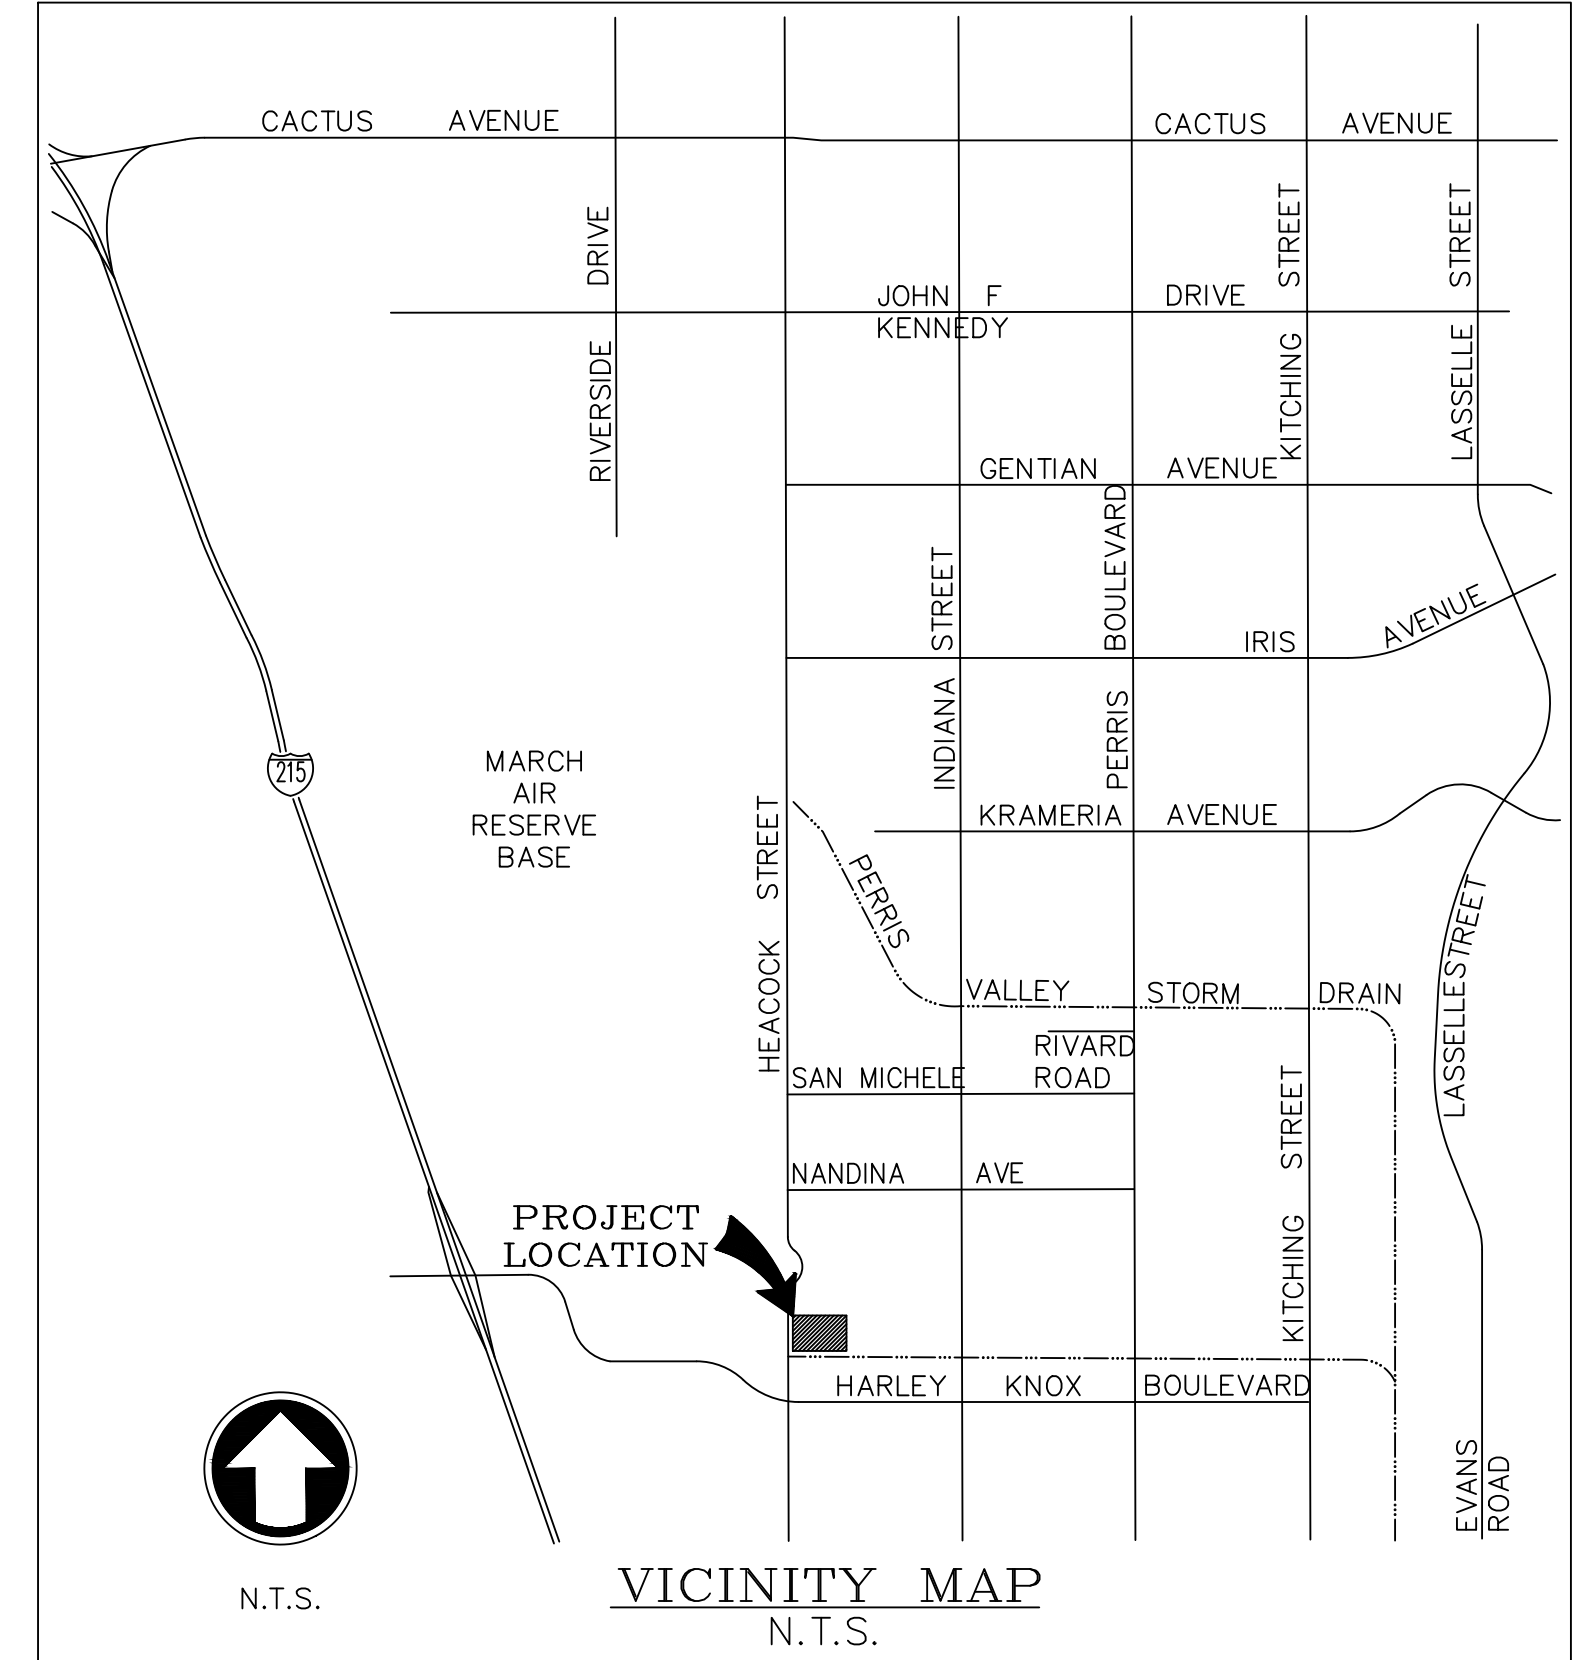 CACTUS AVENUE
CACTUS AVENUE
RIVERSIDE DRIVE
KITCHING STREET
LASSELLE STREET
JOHN F
KENNEDY
DRIVE
GENTIAN AVENUE
INDIANA STREET
PERRIS BOULEVARD
IRIS AVENUE
215
MARCH
AIR
RESERVE
BASE
HEACOCK STREET
KRAMERIA AVENUE
PERRIS VALLEY STORM DRAIN
LASSELLE STREET
RIVARD
ROAD
SAN MICHELE
KITCHING STREET
NANDINA AVE
PROJECT
LOCATION
HARLEY KNOX BOULEVARD
EVANS
ROAD
N.T.S.
VICINITY MAP
N.T.S.